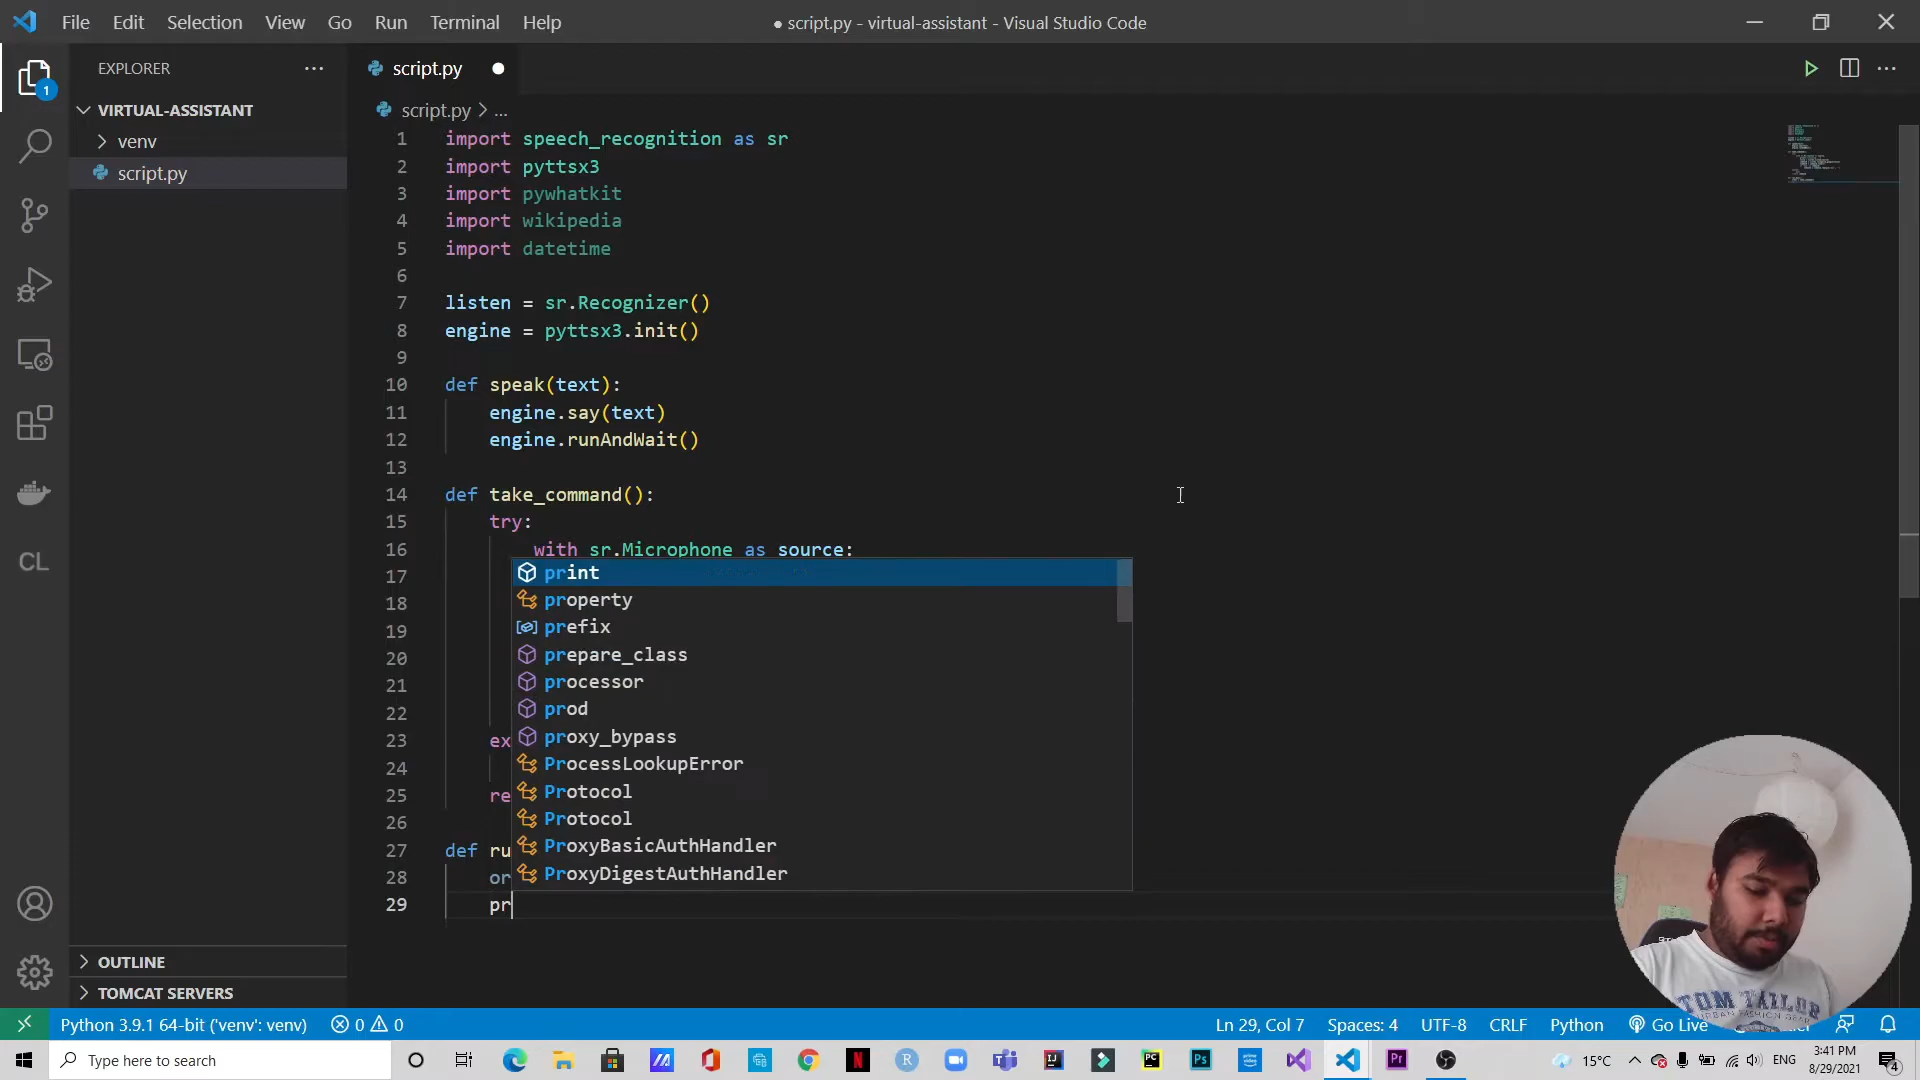 File Edit Selection View Go Run Terminal Help
● script.py - virtual-assistant - Visual Studio Code
EXPLORER
script.py
1
VIRTUAL-ASSISTANT
script.py > ...
venv
script.py
1 import speech_recognition as sr
2 import pyttsx3
3 import pywhatkit
4 import wikipedia
5 import datetime
6
7 listen = sr.Recognizer()
8 engine = pyttsx3.init()
9
10 def speak(text):
11 engine.say(text)
12 engine.runAndWait()
13
14 def take_command():
15 try:
16 with sr.Microphone as source:
17
18
19
20
21
22
23 ex
24
25 re
26
27 def ru
28 or
29 pr
print
property
prefix
prepare_class
processor
prod
proxy_bypass
ProcessLookupError
Protocol
Protocol
ProxyBasicAuthHandler
ProxyDigestAuthHandler
CL
OUTLINE
TOMCAT SERVERS
TOM TAILOR
Python 3.9.1 64-bit ('venv': venv) 0 0
Ln 29, Col 7 Spaces: 4 UTF-8 CRLF Python Go Live
Type here to search
15°C ENG
3:41 PM
8/29/2021
4